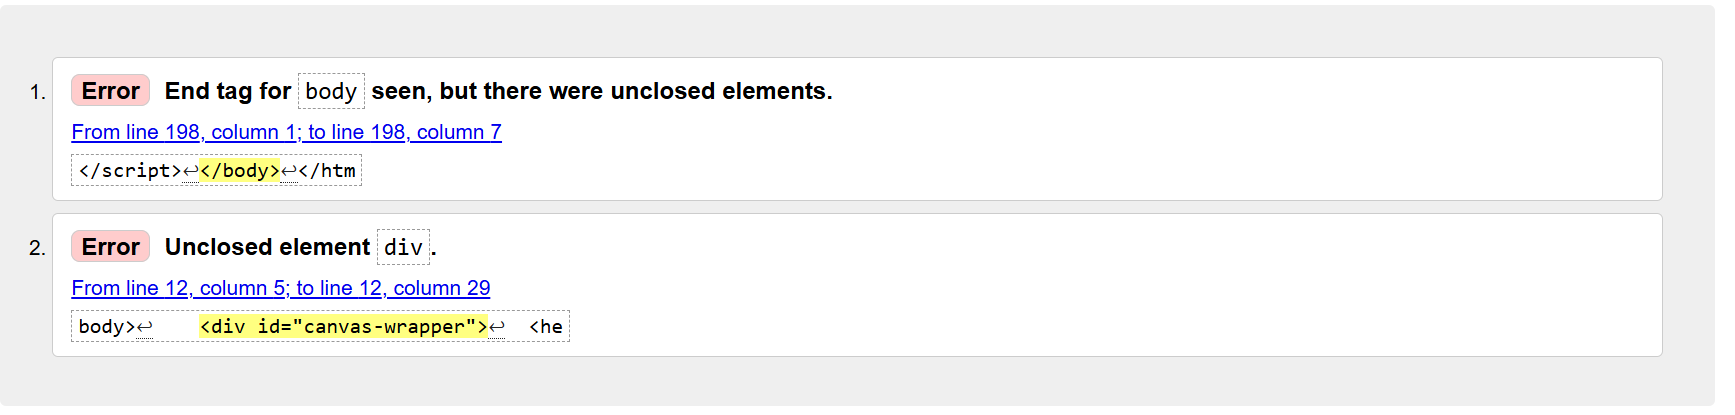 1. Error End tag for body seen, but there were unclosed elements.
From line 198, column 1; to line 198, column 7
</script>↩</body>↩</htm
2. Error Unclosed element div.
From line 12, column 5; to line 12, column 29
body>↩    <div id="canvas-wrapper">↩  <he